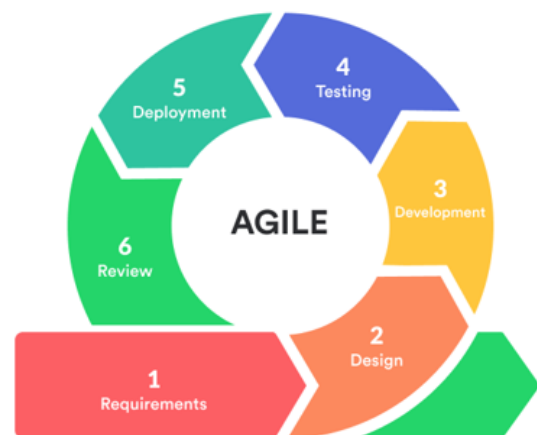 4
Testing
5
Deployment
3
Development
AGILE
6
Review
2
Design
1
Requirements